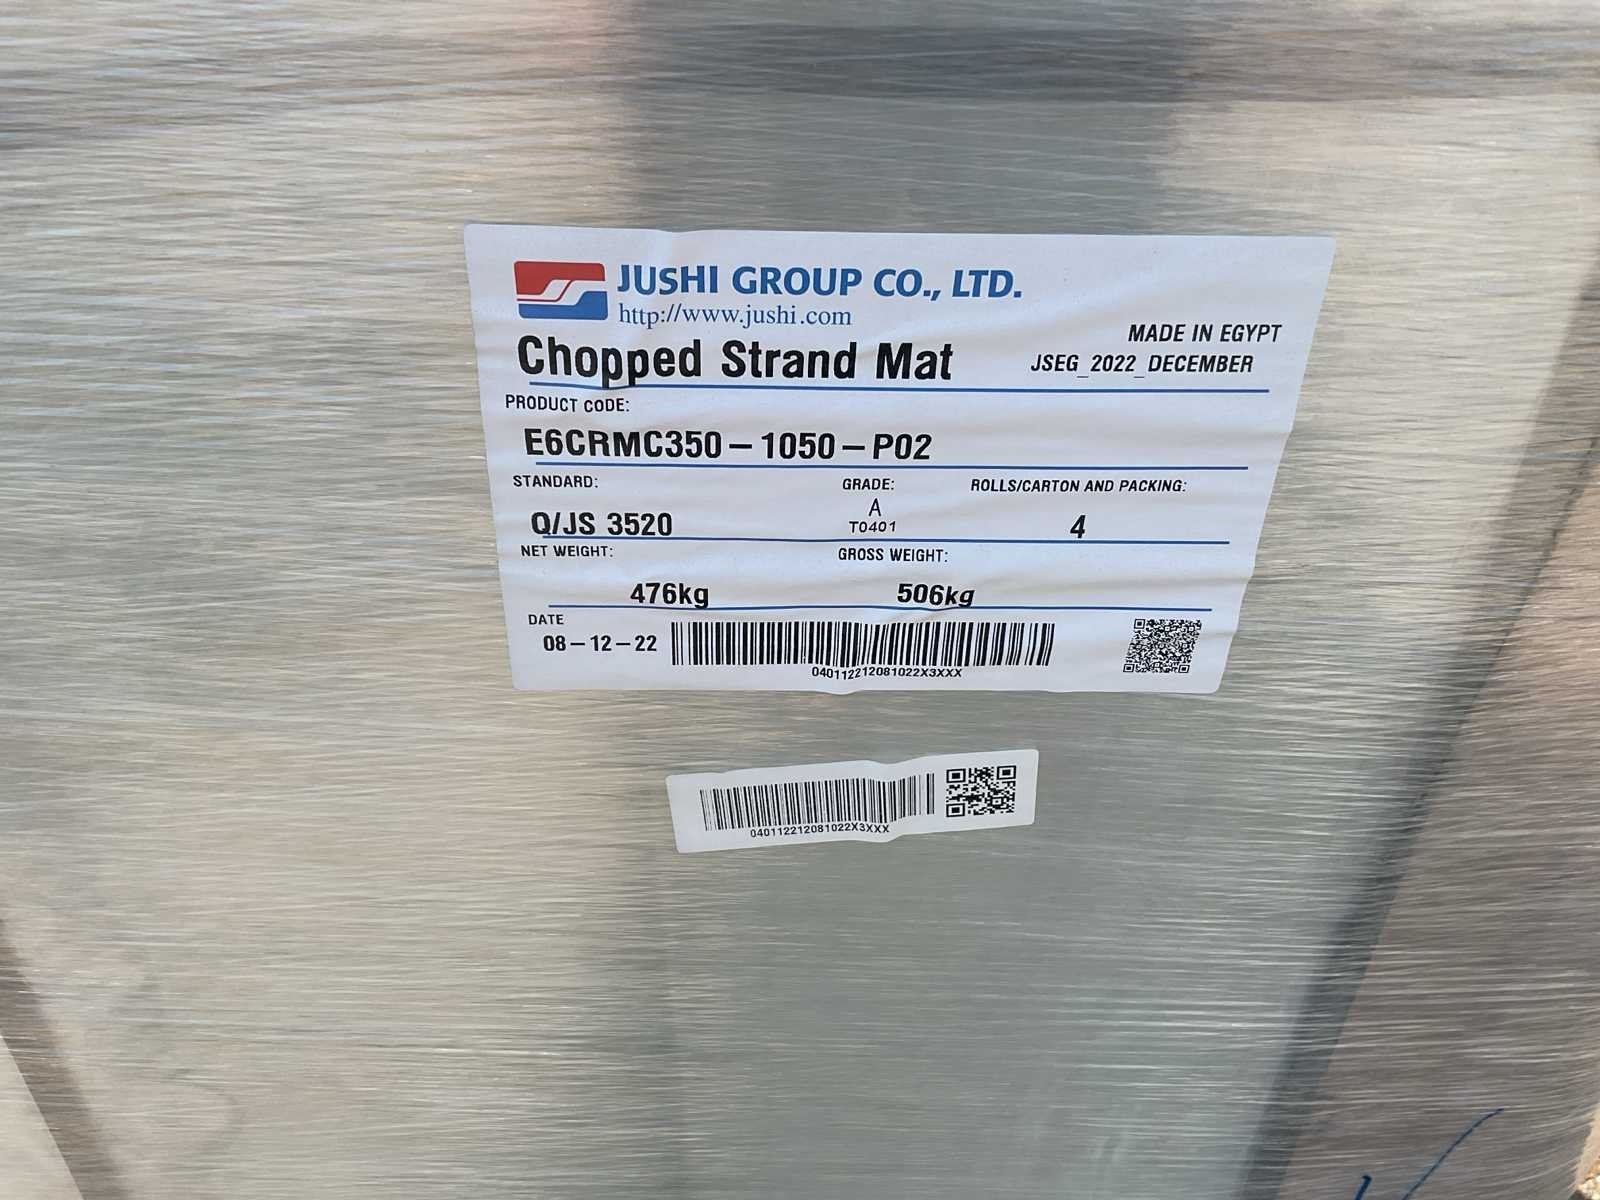 JUSHI GROUP CO., LTD.
http://www.jushi.com
MADE IN EGYPT
Chopped Strand Mat
JSEG_2022_DECEMBER
PRODUCT CODE:
E6CRMC350-1050-P02
STANDARD: GRADE: ROLLS/CARTON AND PACKING:
A
Q/JS 3520 T0401 4
NET WEIGHT: GROSS WEIGHT:
476kg 506kg
DATE
08-12-22
040112212081022X3XXX
040112212081022X3XXX